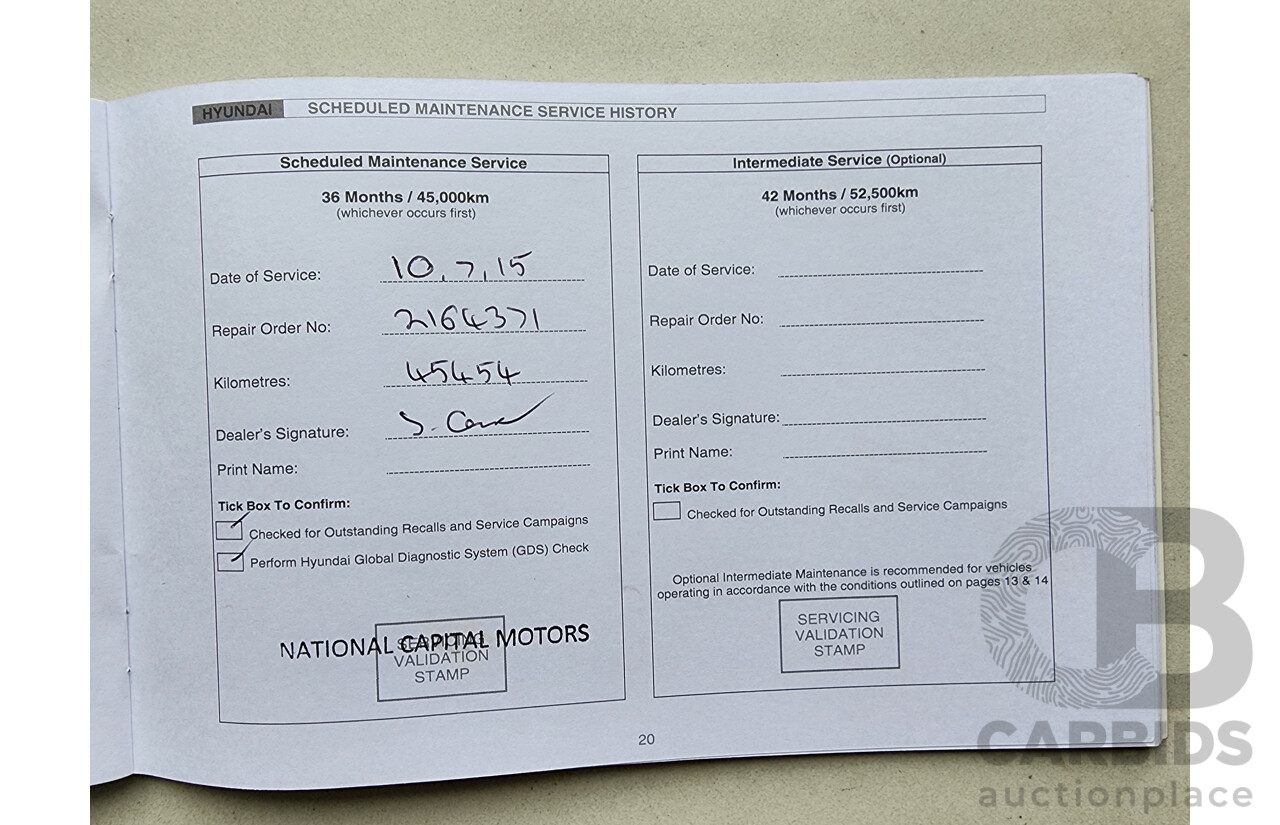 HYUNDAI SCHEDULED MAINTENANCE SERVICE HISTORY
Scheduled Maintenance Service
36 Months / 45,000km
(whichever occurs first)
Date of Service: 10.7.15
Repair Order No: 2164371
Kilometres: 45454
Dealer's Signature:
Print Name:
Tick Box To Confirm:
Checked for Outstanding Recalls and Service Campaigns
Perform Hyundai Global Diagnostic System (GDS) Check
NATIONAL CAPITAL MOTORS
SERVICING
VALIDATION
STAMP
Intermediate Service (Optional)
42 Months / 52,500km
(whichever occurs first)
Date of Service:
Repair Order No:
Kilometres:
Dealer's Signature:
Print Name:
Tick Box To Confirm:
Checked for Outstanding Recalls and Service Campaigns
Optional Intermediate Maintenance is recommended for vehicles
operating in accordance with the conditions outlined on pages 13 & 14
SERVICING
VALIDATION
STAMP
20
CB
CARBIDS
auctionplace